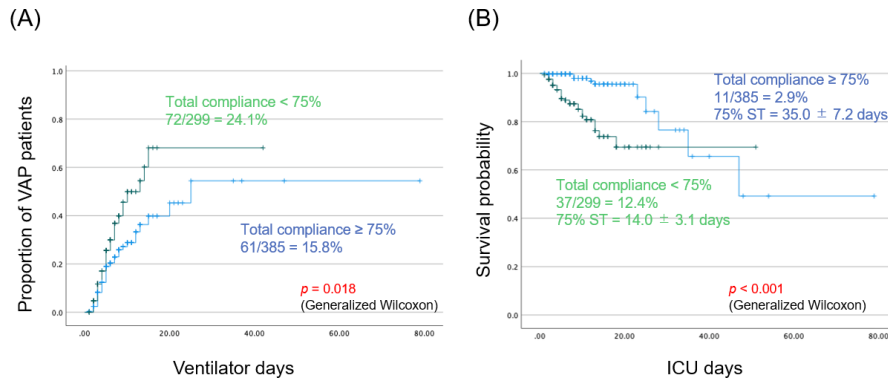 (A)
Proportion of VAP patients
1.0
0.8
0.6
0.4
0.2
0.0
Total compliance < 75%
72/299 = 24.1%
Total compliance ≥ 75%
61/385 = 15.8%
p = 0.018
(Generalized Wilcoxon)
.00 20.00 40.00 60.00 80.00
Ventilator days
(B)
Survival probability
1.0
0.8
0.6
0.4
0.2
0.0
Total compliance ≥ 75%
11/385 = 2.9%
75% ST = 35.0 ± 7.2 days
Total compliance < 75%
37/299 = 12.4%
75% ST = 14.0 ± 3.1 days
p < 0.001
(Generalized Wilcoxon)
.00 20.00 40.00 60.00 80.00
ICU days